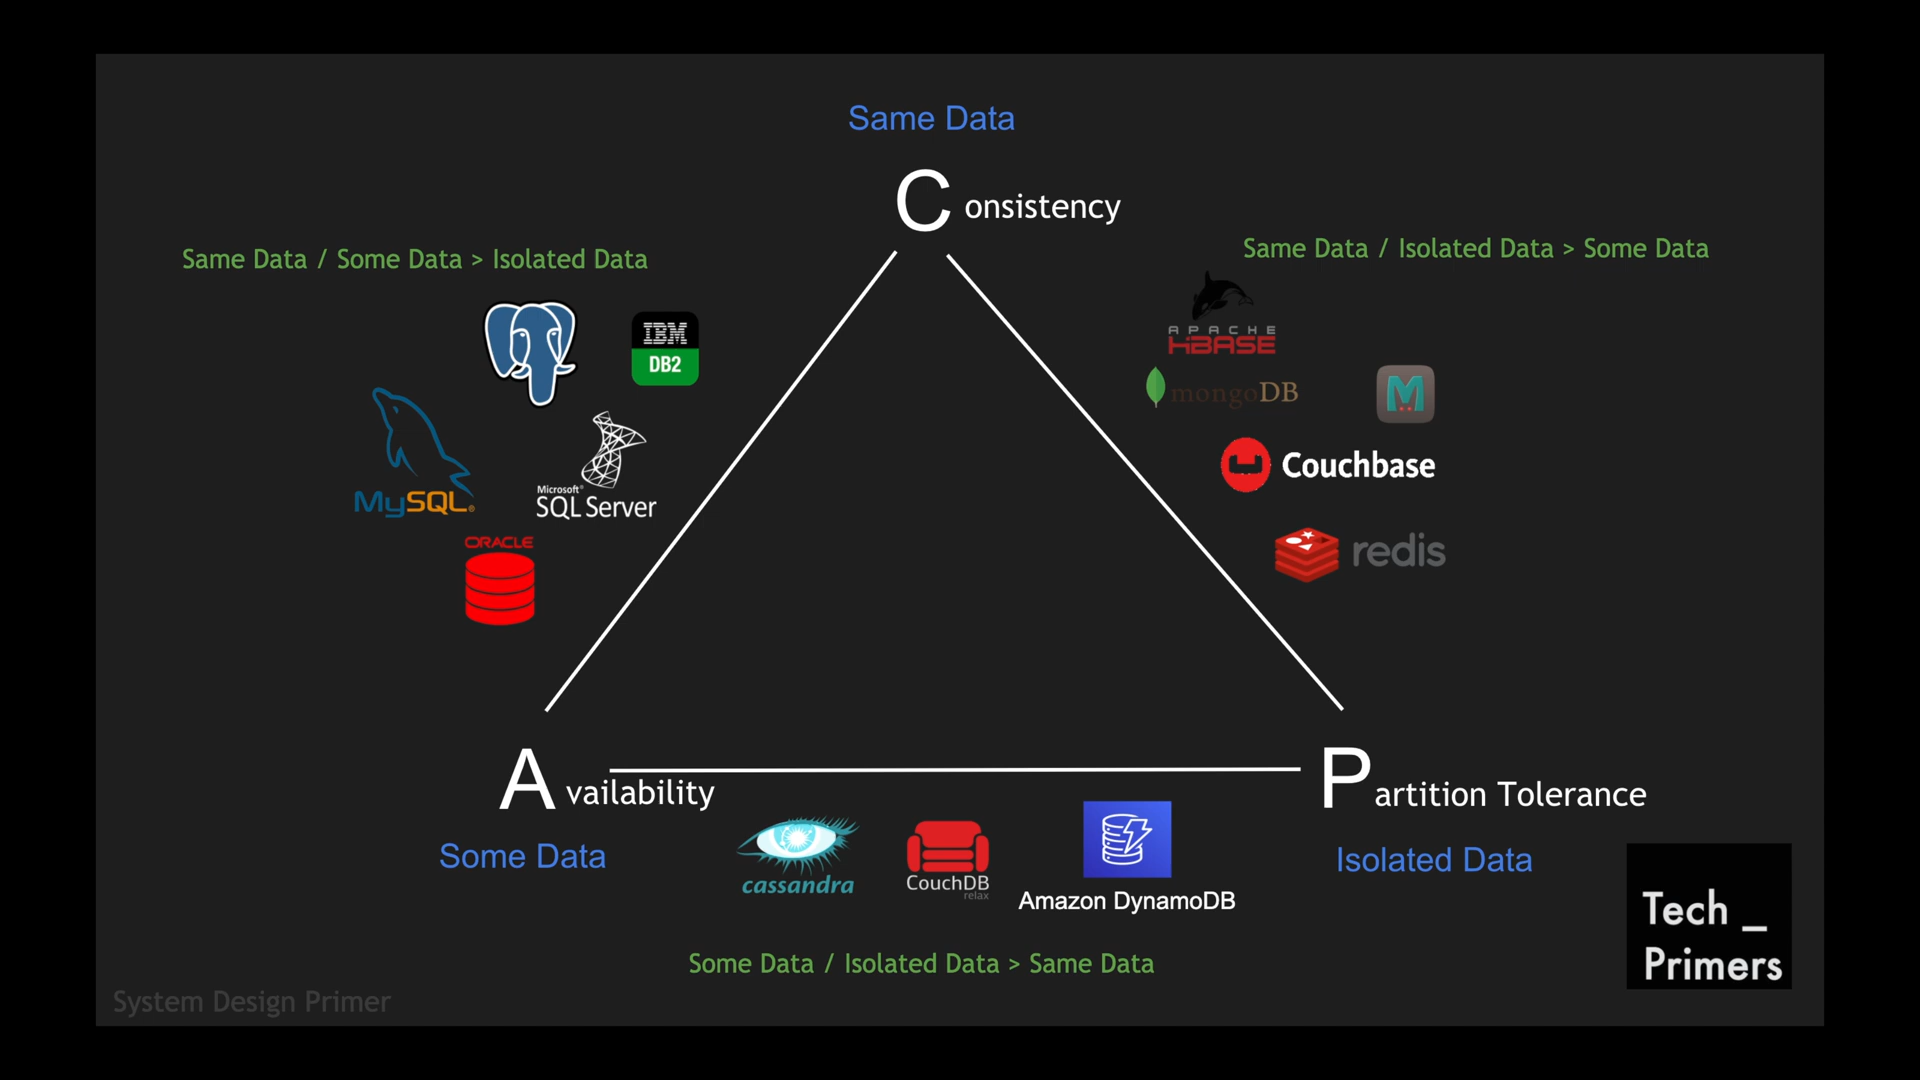 Same Data
Consistency
Same Data / Some Data > Isolated Data
Same Data / Isolated Data > Some Data
IBM
DB2
APACHE
HBASE
mongoDB
M
Couchbase
MySQL®
Microsoft®
SQL Server
ORACLE
redis
Availability
Partition Tolerance
Some Data
Isolated Data
cassandra
CouchDB
relax
Amazon DynamoDB
Tech _
Primers
Some Data / Isolated Data > Same Data
System Design Primer